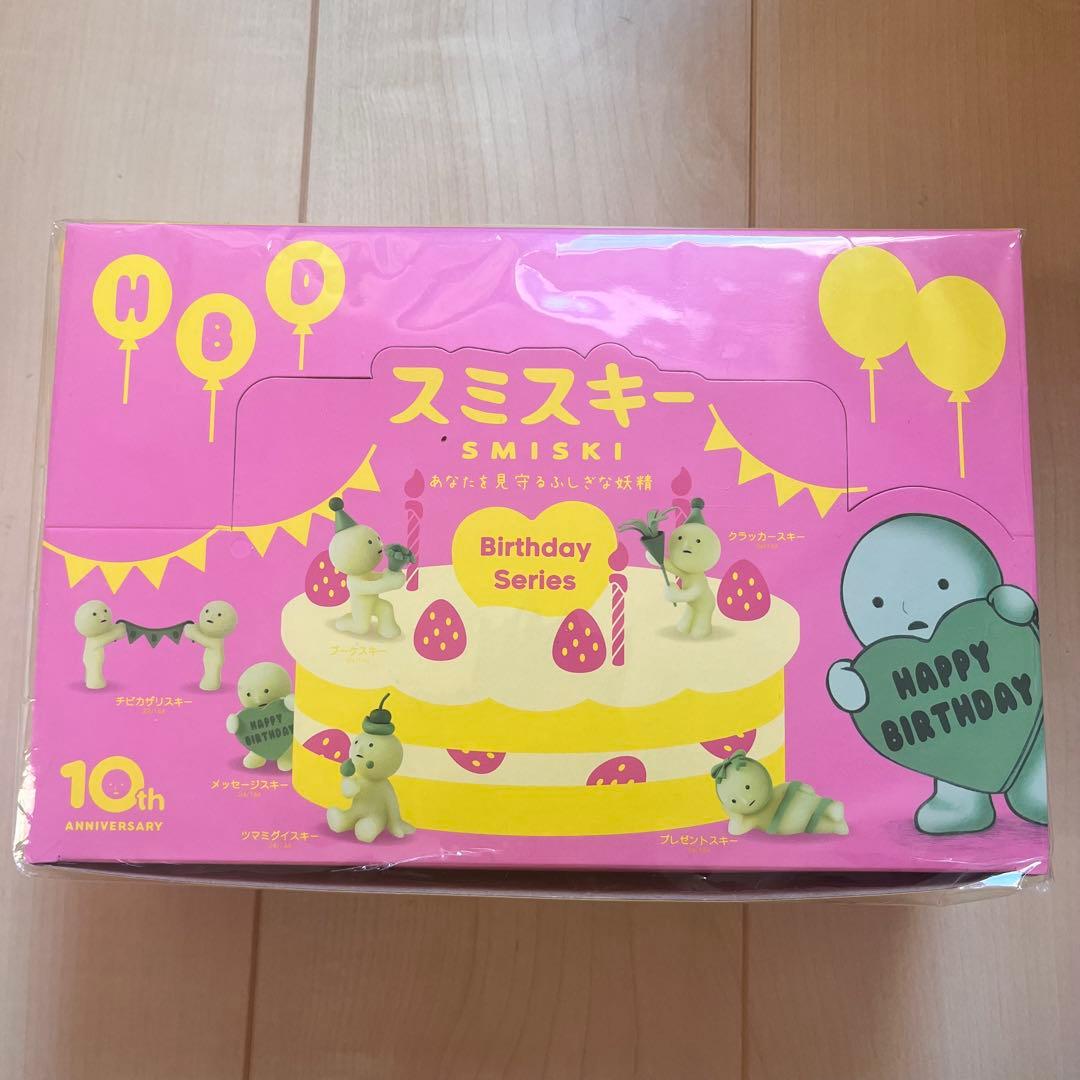 HBD
スミスキー
SMISKI
あなたを見守るふしぎな妖精
Birthday
Series
クラッカースキー
ブーケスキー
チビカザリスキー
HAPPY
BIRTHDAY
メッセージスキー
ツマミグイスキー
プレゼントスキー
HAPPY
BIRTHDAY
10th
ANNIVERSARY